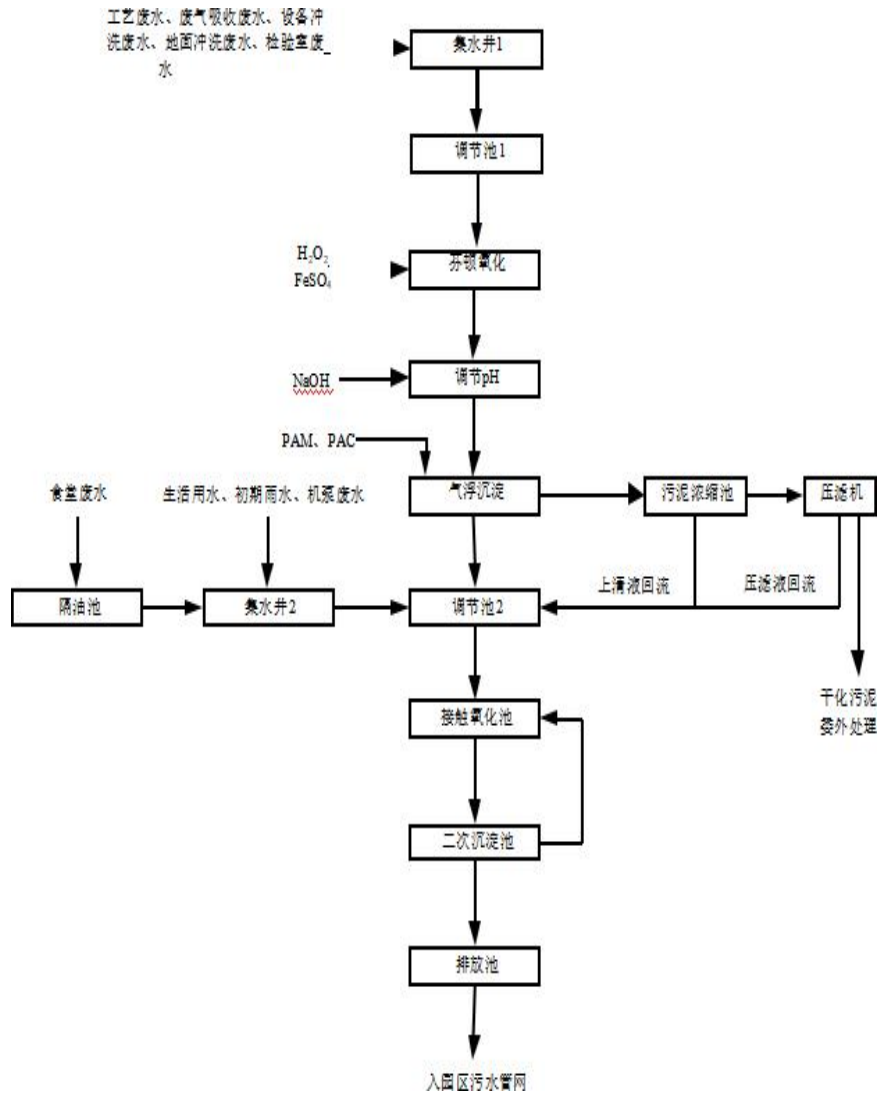 工艺废水、废气吸收废水、设备冲
洗废水、地面冲洗废水、检验室废
水
集水井1
调节池1
H₂O₂
FeSO₄
芬顿氧化
NaOH
调节pH
PAM、PAC
食堂废水
生活用水、初期雨水、机泵废水
气浮沉淀
污泥浓缩池
压滤机
上清液回流
压滤液回流
隔油池
集水井2
调节池2
干化污泥
委外处理
接触氧化池
二次沉淀池
排放池
入园区污水管网